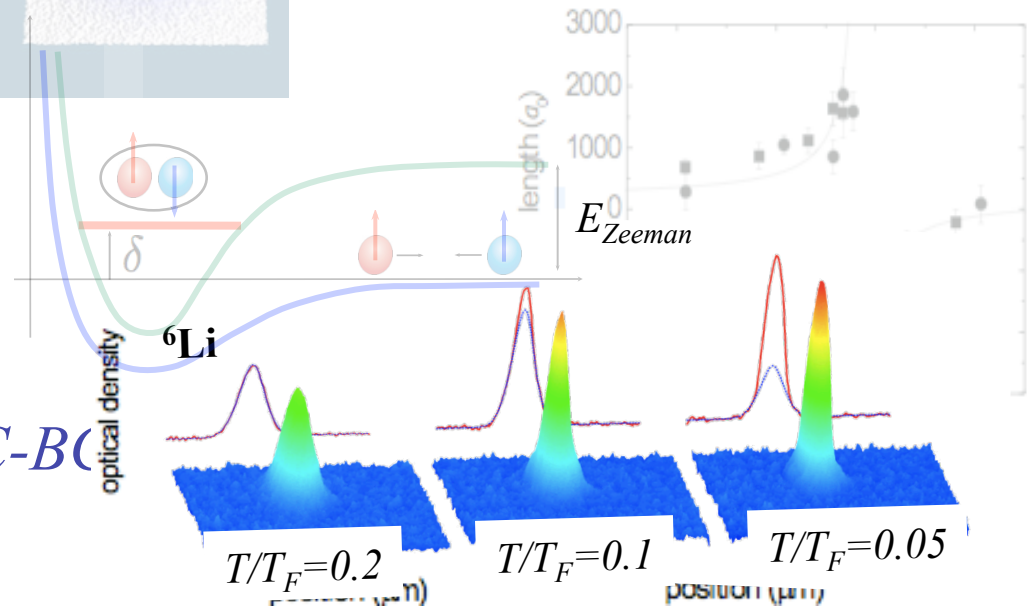 3000
2000
1000
0
length (a₀)
E_Zeeman
δ
⁶Li
optical density
T/T_F=0.2
T/T_F=0.1
T/T_F=0.05
position (μm)